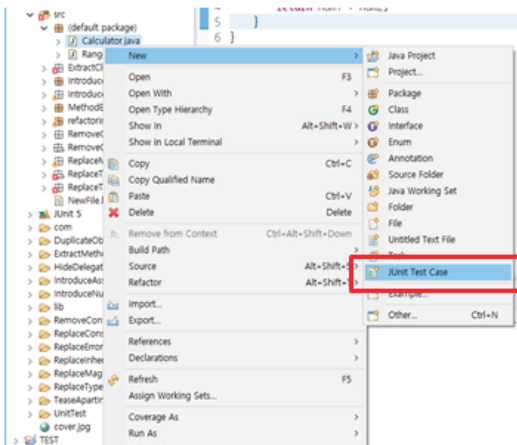 src
(default package)
Calculator.java
Rang
ExtractCl
Introduce
Introduce
MethodE
refactorin
Remove
Remove
ReplaceM
ReplaceT
ReplaceT
NewFile.
JUnit 5
com
DuplicateOb
ExtractMeth
HideDelegat
IntroduceAs
IntroduceNu
lib
RemoveCon
ReplaceCons
ReplaceError
ReplaceInher
ReplaceMag
ReplaceType
TeaseApartIn
UnitTest
cover.jpg
TEST
5 }
6 }
New
Open F3
Open With
Open Type Hierarchy F4
Show In Alt+Shift+W
Show in Local Terminal
Copy Ctrl+C
Copy Qualified Name
Paste Ctrl+V
Delete Delete
Remove from Context Ctrl+Alt+Shift+Down
Build Path
Source Alt+Shift+S
Refactor Alt+Shift+T
Import...
Export...
References
Declarations
Refresh F5
Assign Working Sets...
Coverage As
Run As
Java Project
Project...
Package
Class
Interface
Enum
Annotation
Source Folder
Java Working Set
Folder
File
Untitled Text File
JUnit Test Case
Example...
Other... Ctrl+N